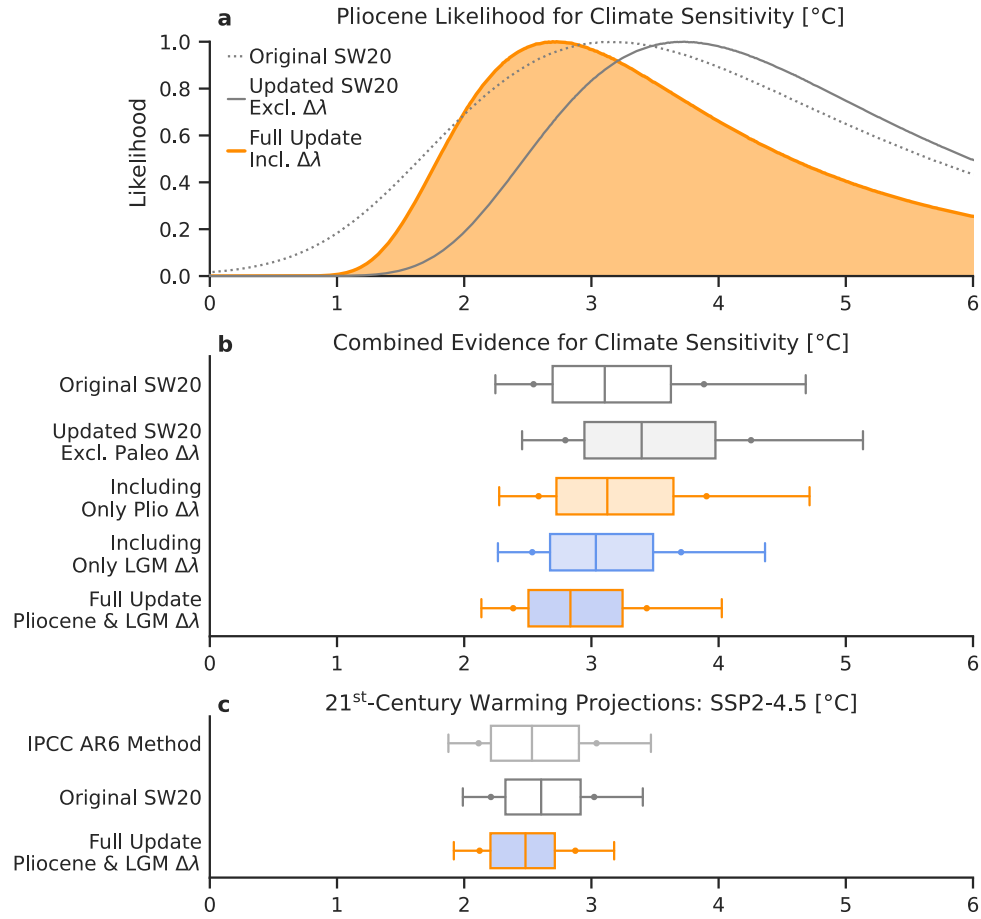 a Pliocene Likelihood for Climate Sensitivity [°C]
Likelihood
1.0
0.8
0.6
0.4
0.2
0.0
Original SW20
Updated SW20
Excl. Δλ
Full Update
Incl. Δλ
0 1 2 3 4 5 6
b Combined Evidence for Climate Sensitivity [°C]
Original SW20
Updated SW20
Excl. Paleo Δλ
Including
Only Plio Δλ
Including
Only LGM Δλ
Full Update
Pliocene & LGM Δλ
0 1 2 3 4 5 6
c 21st-Century Warming Projections: SSP2-4.5 [°C]
IPCC AR6 Method
Original SW20
Full Update
Pliocene & LGM Δλ
0 1 2 3 4 5 6